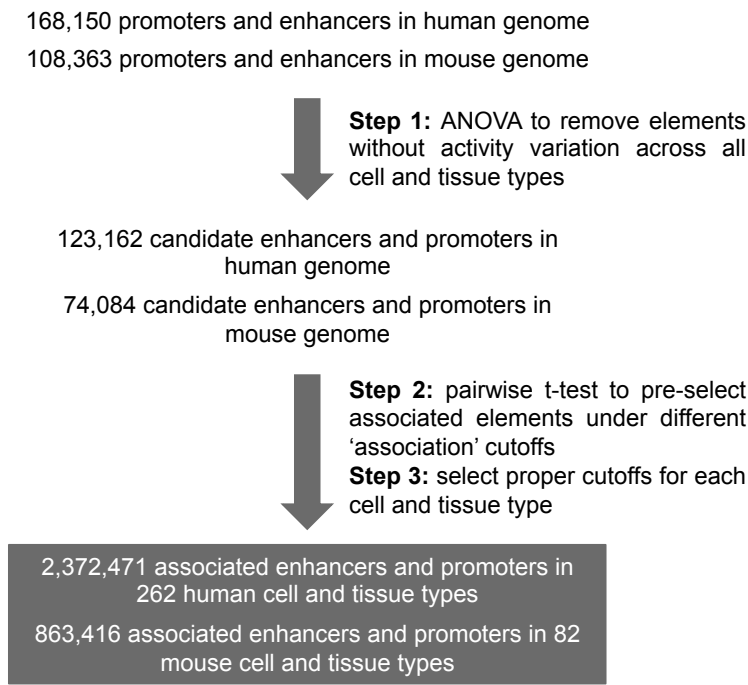 168,150 promoters and enhancers in human genome
108,363 promoters and enhancers in mouse genome
Step 1: ANOVA to remove elements
without activity variation across all
cell and tissue types
123,162 candidate enhancers and promoters in
human genome
74,084 candidate enhancers and promoters in
mouse genome
Step 2: pairwise t-test to pre-select
associated elements under different
‘association’ cutoffs
Step 3: select proper cutoffs for each
cell and tissue type
2,372,471 associated enhancers and promoters in
262 human cell and tissue types
863,416 associated enhancers and promoters in 82
mouse cell and tissue types